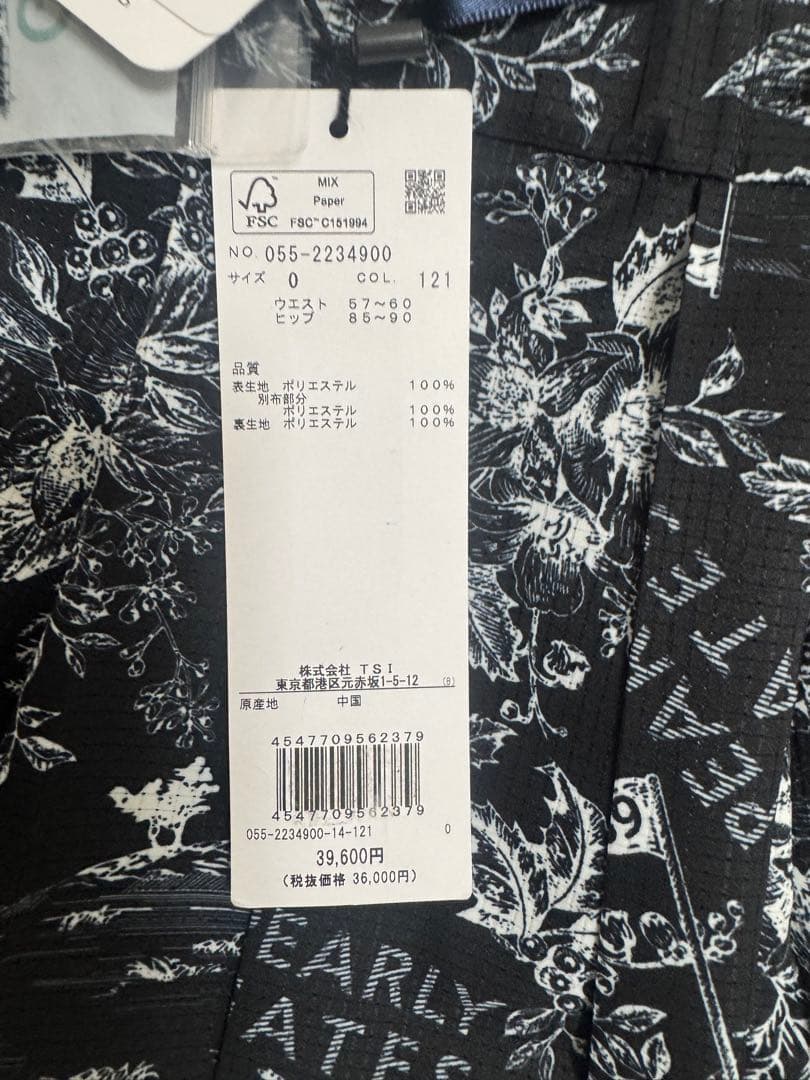 MIX
Paper
FSC
FSC™ C151994
NO. 055-2234900
サイズ 0 COL. 121
ウエスト 57～60
ヒップ 85～90
品質
表生地 ポリエステル 100%
別布部分
ポリエステル 100%
裏生地 ポリエステル 100%
株式会社 TSI
東京都港区元赤坂1-5-12 (8)
原産地 中国
4547709562379
4547709562379
055-2234900-14-121 0
39,600円
(税抜価格 36,000円)
9
EARLY